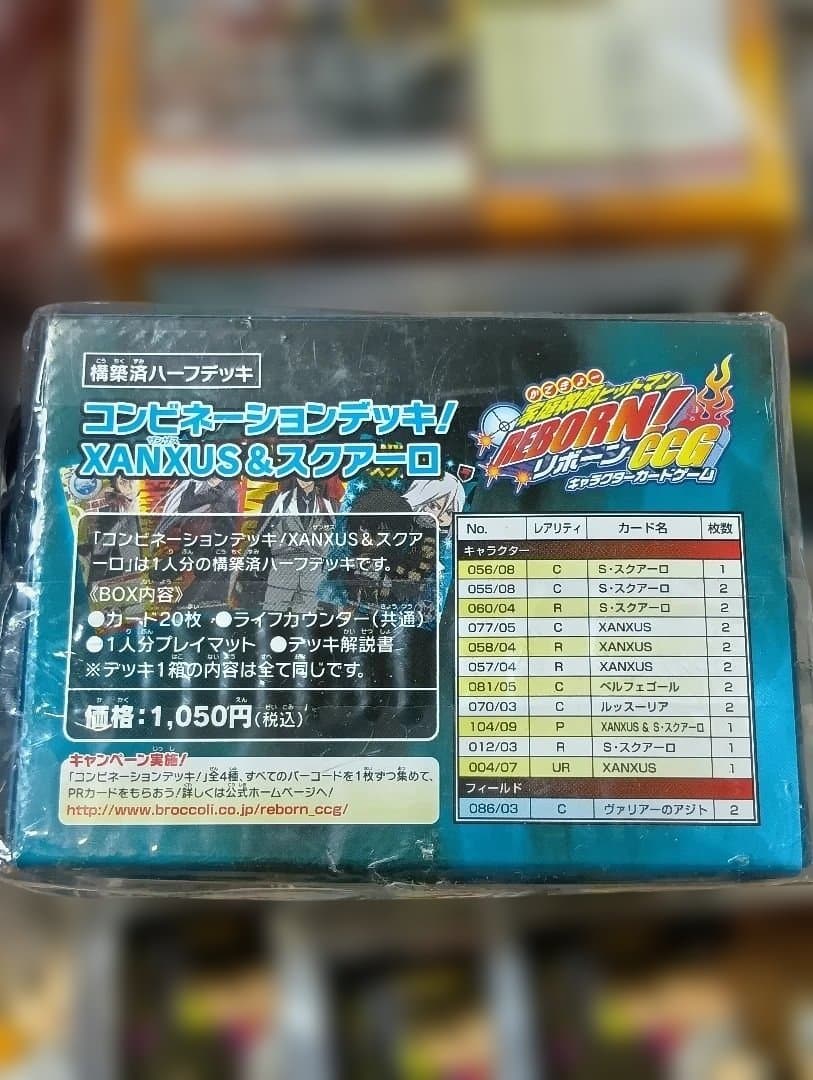 構築済ハーフデッキ
コンビネーションデッキ!
XANXUS&スクアーロ
かてきょー
家庭教師ヒットマン
REBORN!
リボーン
CCG
キャラクターカードゲーム
「コンビネーションデッキ!XANXUS&スクア
ーロ」は1人分の構築済ハーフデッキです。
《BOX内容》
●カード20枚 ●ライフカウンター(共通)
●1人分プレイマット ●デッキ解説書
※デッキ1箱の内容は全て同じです。
価格:1,050円(税込)
キャンペーン実施!
「コンビネーションデッキ!」全4種、すべてのバーコードを1枚ずつ集めて、
PRカードをもらおう!詳しくは公式ホームページへ!
http://www.broccoli.co.jp/reborn_ccg/
No. レアリティ カード名 枚数
キャラクター
056/08 C S・スクアーロ 1
055/08 C S・スクアーロ 2
060/04 R S・スクアーロ 2
077/05 C XANXUS 2
058/04 R XANXUS 2
057/04 R XANXUS 2
081/05 C ベルフェゴール 2
070/03 C ルッスーリア 2
104/09 P XANXUS & S・スクアーロ 1
012/03 R S・スクアーロ 1
004/07 UR XANXUS 1
フィールド
086/03 C ヴァリアーのアジト 2